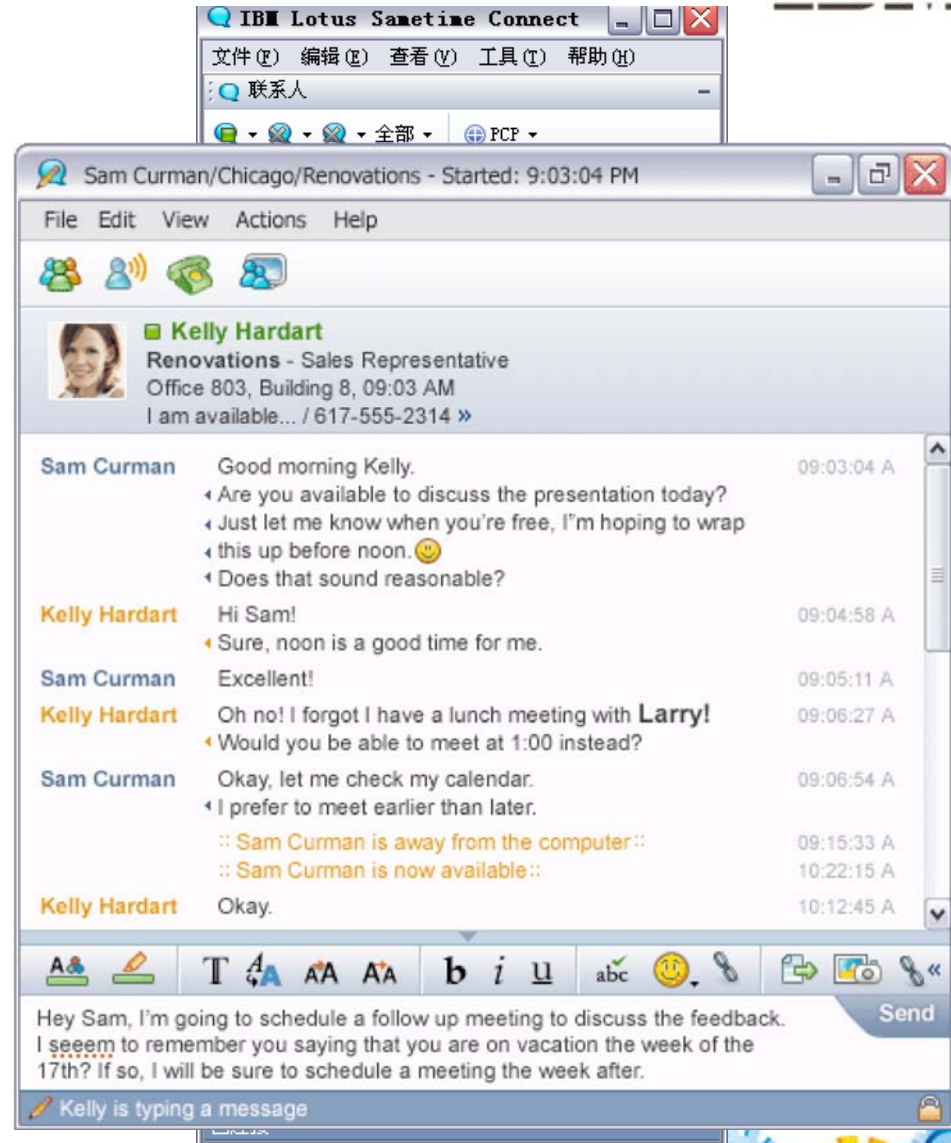 IBM Lotus Sametime Connect
文件(F) 编辑(E) 查看(V) 工具(T) 帮助(H)
联系人
全部 PCP
Sam Curman/Chicago/Renovations - Started: 9:03:04 PM
File Edit View Actions Help
Kelly Hardart
Renovations - Sales Representative
Office 803, Building 8, 09:03 AM
I am available... / 617-555-2314 »
Sam Curman Good morning Kelly. 09:03:04 A
Are you available to discuss the presentation today?
Just let me know when you're free, I"m hoping to wrap
this up before noon.
Does that sound reasonable?
Kelly Hardart Hi Sam! 09:04:58 A
Sure, noon is a good time for me.
Sam Curman Excellent! 09:05:11 A
Kelly Hardart Oh no! I forgot I have a lunch meeting with Larry! 09:06:27 A
Would you be able to meet at 1:00 instead?
Sam Curman Okay, let me check my calendar. 09:06:54 A
I prefer to meet earlier than later.
:: Sam Curman is away from the computer :: 09:15:33 A
:: Sam Curman is now available :: 10:22:15 A
Kelly Hardart Okay. 10:12:45 A
A T AA AA AA b i u abc «
Hey Sam, I'm going to schedule a follow up meeting to discuss the feedback. Send
I seeem to remember you saying that you are on vacation the week of the
17th? If so, I will be sure to schedule a meeting the week after.
Kelly is typing a message